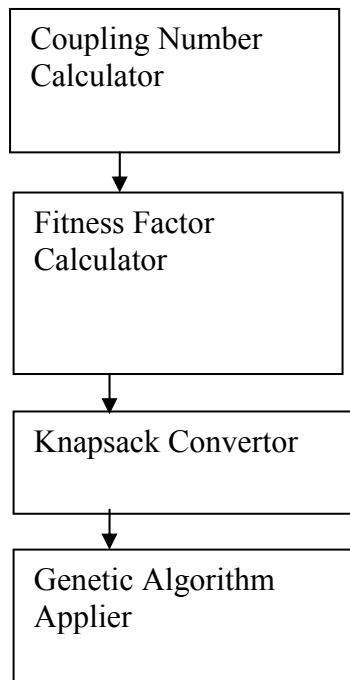 Coupling Number
Calculator
Fitness Factor
Calculator
Knapsack Convertor
Genetic Algorithm
Applier